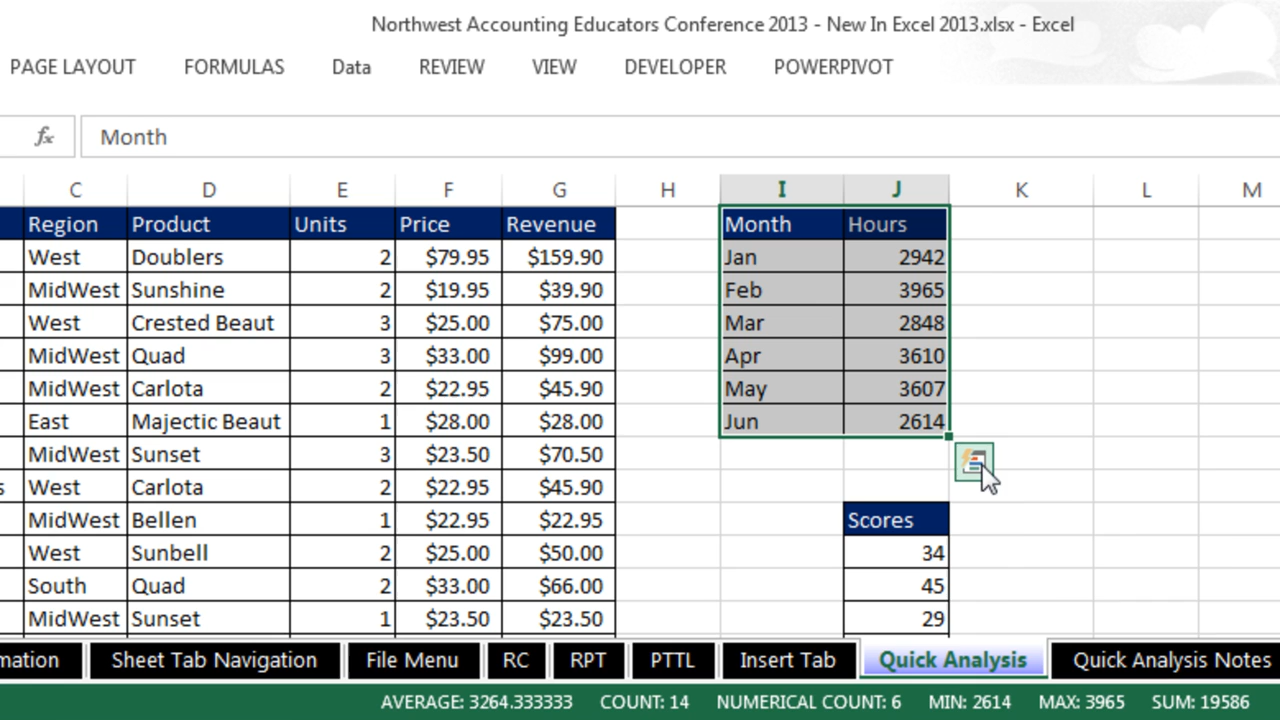 Northwest Accounting Educators Conference 2013 - New In Excel 2013.xlsx - Excel
PAGE LAYOUT FORMULAS Data REVIEW VIEW DEVELOPER POWERPIVOT
fx Month
C D E F G H I J K L M
Region Product Units Price Revenue Month Hours
West Doublers 2 $79.95 $159.90 Jan 2942
MidWest Sunshine 2 $19.95 $39.90 Feb 3965
West Crested Beaut 3 $25.00 $75.00 Mar 2848
MidWest Quad 3 $33.00 $99.00 Apr 3610
MidWest Carlota 2 $22.95 $45.90 May 3607
East Majectic Beaut 1 $28.00 $28.00 Jun 2614
MidWest Sunset 3 $23.50 $70.50
s West Carlota 2 $22.95 $45.90
MidWest Bellen 1 $22.95 $22.95 Scores
West Sunbell 2 $25.00 $50.00 34
South Quad 2 $33.00 $66.00 45
MidWest Sunset 1 $23.50 $23.50 29
mation Sheet Tab Navigation File Menu RC RPT PTTL Insert Tab Quick Analysis Quick Analysis Notes
AVERAGE: 3264.333333 COUNT: 14 NUMERICAL COUNT: 6 MIN: 2614 MAX: 3965 SUM: 19586